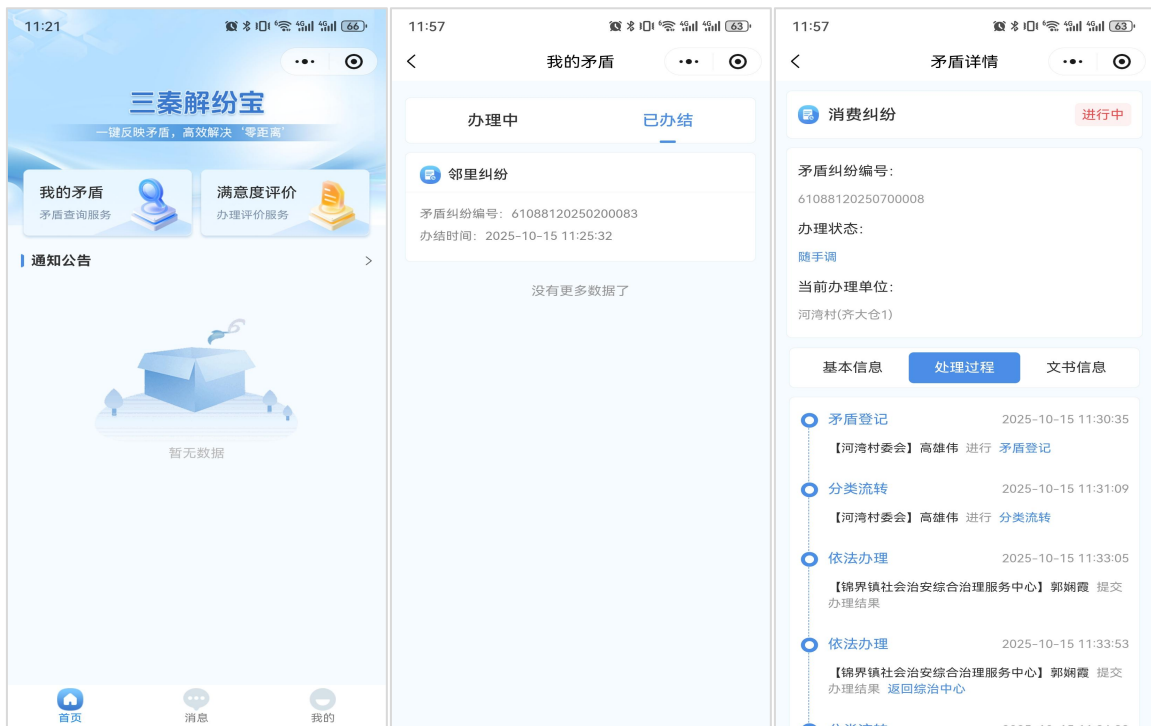 11:21
66
三秦解纷宝
一键反映矛盾，高效解决‘零距离’
我的矛盾
矛盾查询服务
满意度评价
办理评价服务
通知公告
暂无数据
首页
消息
我的
11:57
63
我的矛盾
办理中
已办结
邻里纠纷
矛盾纠纷编号：61088120250200083
办结时间：2025-10-15 11:25:32
没有更多数据了
11:57
63
矛盾详情
消费纠纷
进行中
矛盾纠纷编号：
61088120250700008
办理状态：
随手调
当前办理单位：
河湾村(齐大仓1)
基本信息
处理过程
文书信息
矛盾登记 2025-10-15 11:30:35
【河湾村委会】高雄伟 进行 矛盾登记
分类流转 2025-10-15 11:31:09
【河湾村委会】高雄伟 进行 分类流转
依法办理 2025-10-15 11:33:05
【锦界镇社会治安综合治理服务中心】郭娴霞 提交
办理结果
依法办理 2025-10-15 11:33:53
【锦界镇社会治安综合治理服务中心】郭娴霞 提交
办理结果 返回综治中心